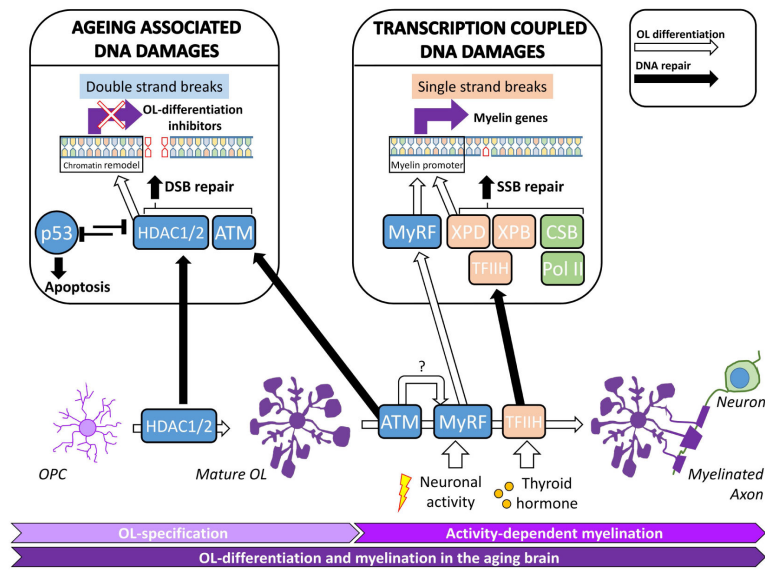 AGEING ASSOCIATED
DNA DAMAGES
Double strand breaks
OL-differentiation
inhibitors
Chromatin remodel
DSB repair
p53
HDAC1/2
ATM
Apoptosis
TRANSCRIPTION COUPLED
DNA DAMAGES
Single strand breaks
Myelin genes
Myelin promoter
SSB repair
MyRF
XPD
XPB
CSB
TFIIH
Pol II
OL differentiation
DNA repair
?
OPC
HDAC1/2
Mature OL
ATM
MyRF
TFIIH
Neuronal
activity
Thyroid
hormone
Neuron
Myelinated
Axon
OL-specification
Activity-dependent myelination
OL-differentiation and myelination in the aging brain